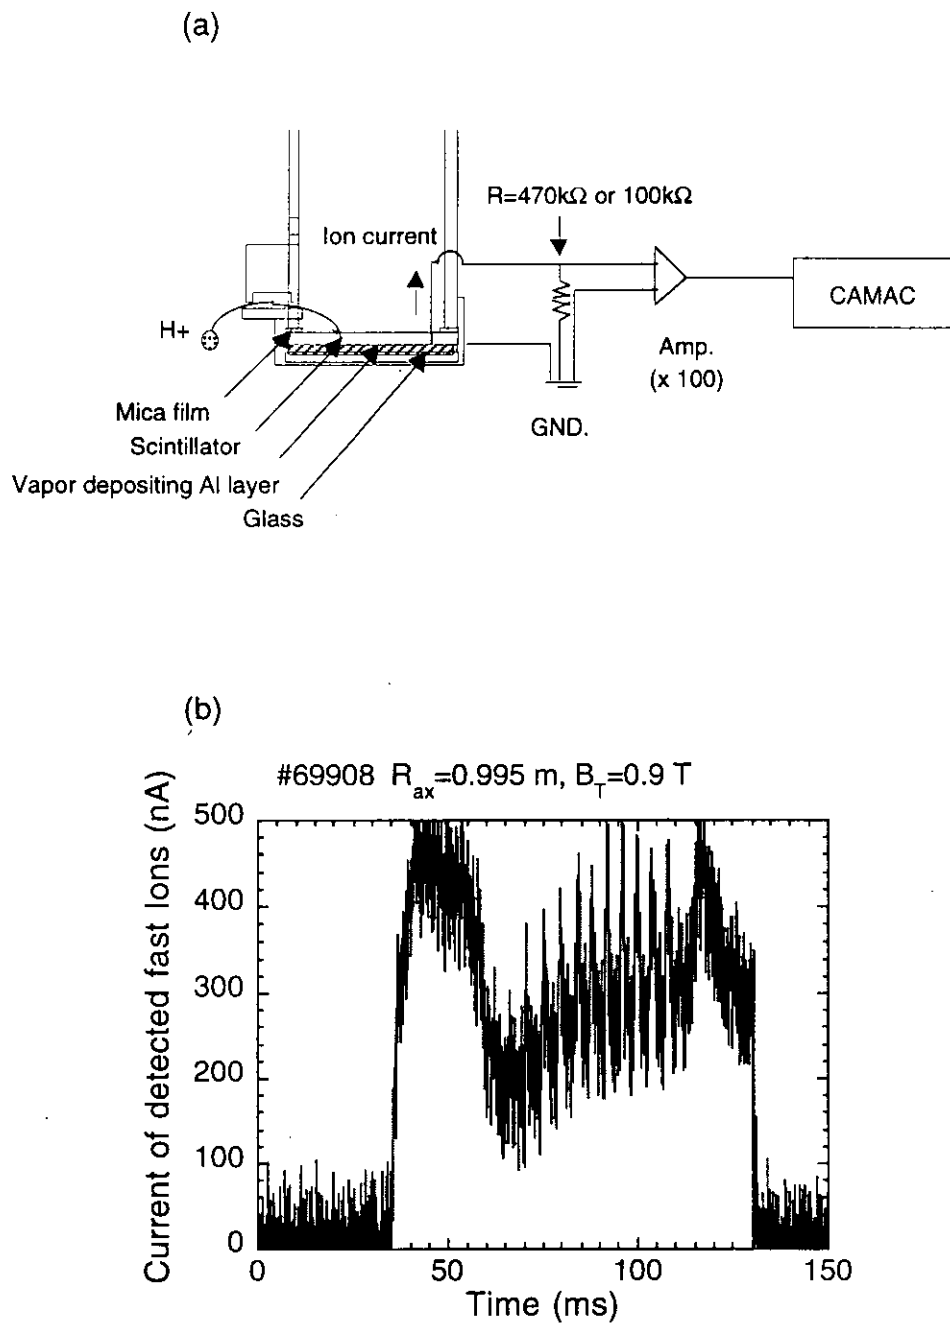 (a)
R=470kΩ or 100kΩ
Ion current
CAMAC
H+
Amp.
(x 100)
Mica film
GND.
Scintillator
Vapor depositing Al layer
Glass
(b)
#69908 R_ax=0.995 m, B_T=0.9 T
Current of detected fast Ions (nA)
500
400
300
200
100
0
0 50 100 150
Time (ms)